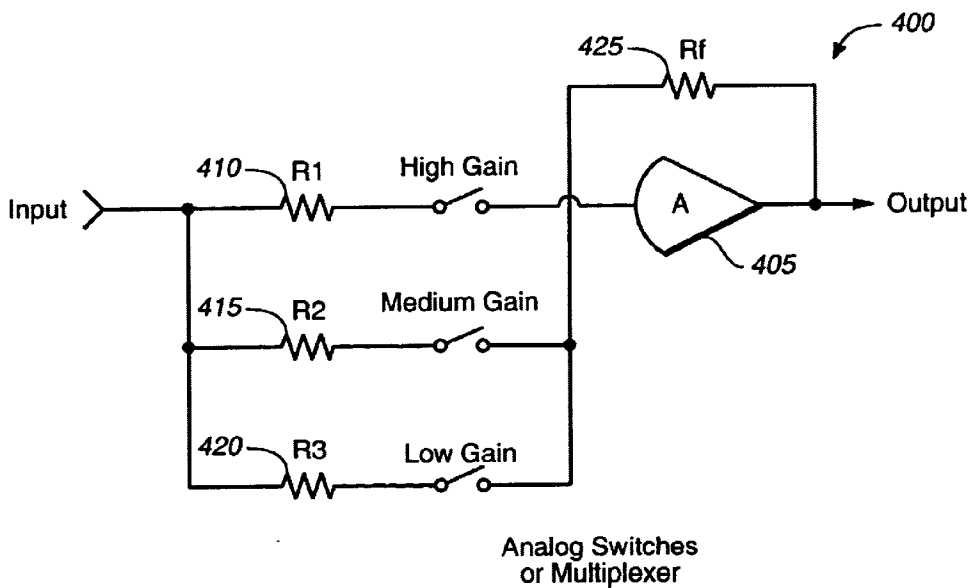 400
425
Rf
410
R1
High Gain
Input
A
Output
405
415
R2
Medium Gain
420
R3
Low Gain
Analog Switches
or Multiplexer